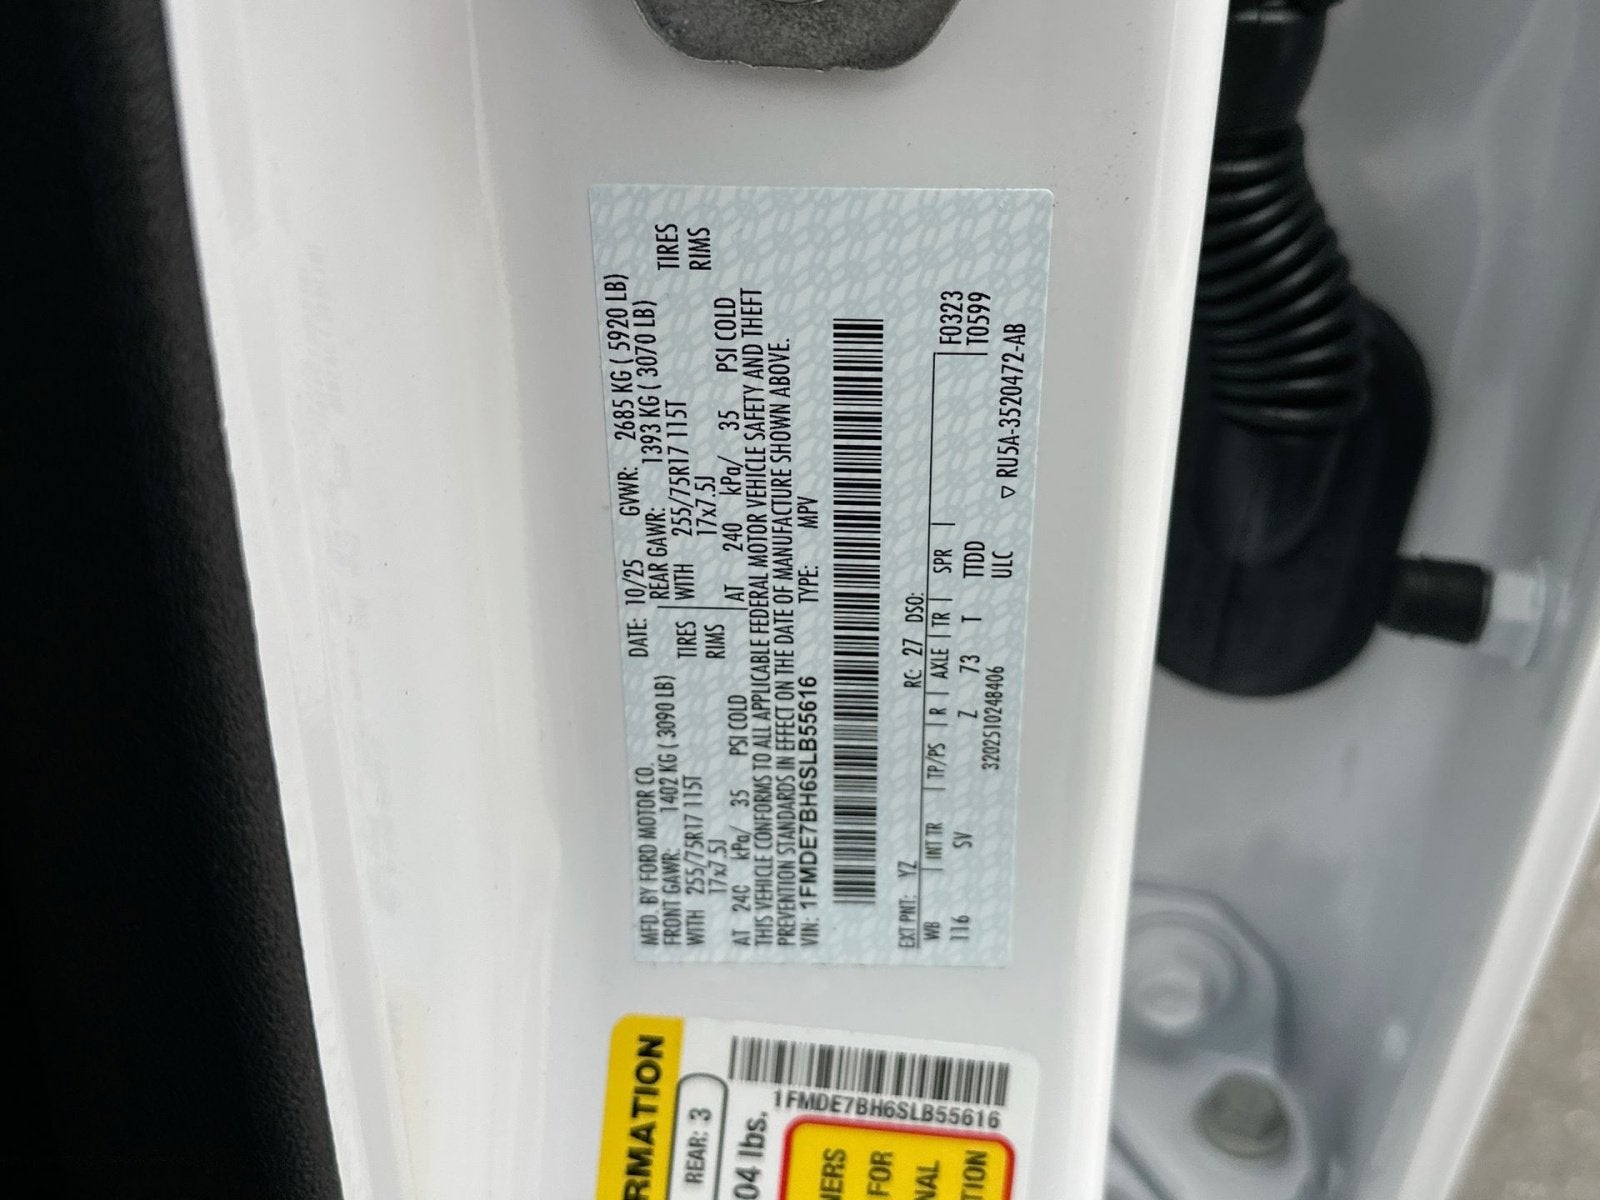 MFD. BY FORD MOTOR CO. DATE: 10/25 GVWR: 2685 KG ( 5920 LB)
FRONT GAWR: 1402 KG ( 3090 LB) REAR GAWR: 1393 KG ( 3070 LB)
WITH 255/75R17 115T TIRES WITH 255/75R17 115T TIRES
17x7.5J RIMS 17x7.5J RIMS
AT 240 kPa/ 35 PSI COLD AT 240 kPa/ 35 PSI COLD
THIS VEHICLE CONFORMS TO ALL APPLICABLE FEDERAL MOTOR VEHICLE SAFETY AND THEFT
PREVENTION STANDARDS IN EFFECT ON THE DATE OF MANUFACTURE SHOWN ABOVE.
VIN: 1FMDE7BH6SLB55616 TYPE: MPV
EXT PNT: YZ RC: 27 DSO: F0323
WB INT TR TP/PS R AXLE TR SPR T0599
116 SV Z 73 T TTDD
3202510248406 ULC ▽ RU5A-3520472-AB
RMATION
REAR: 3
04 lbs.
1FMDE7BH6SLB55616
NERS
FOR
NAL
TION